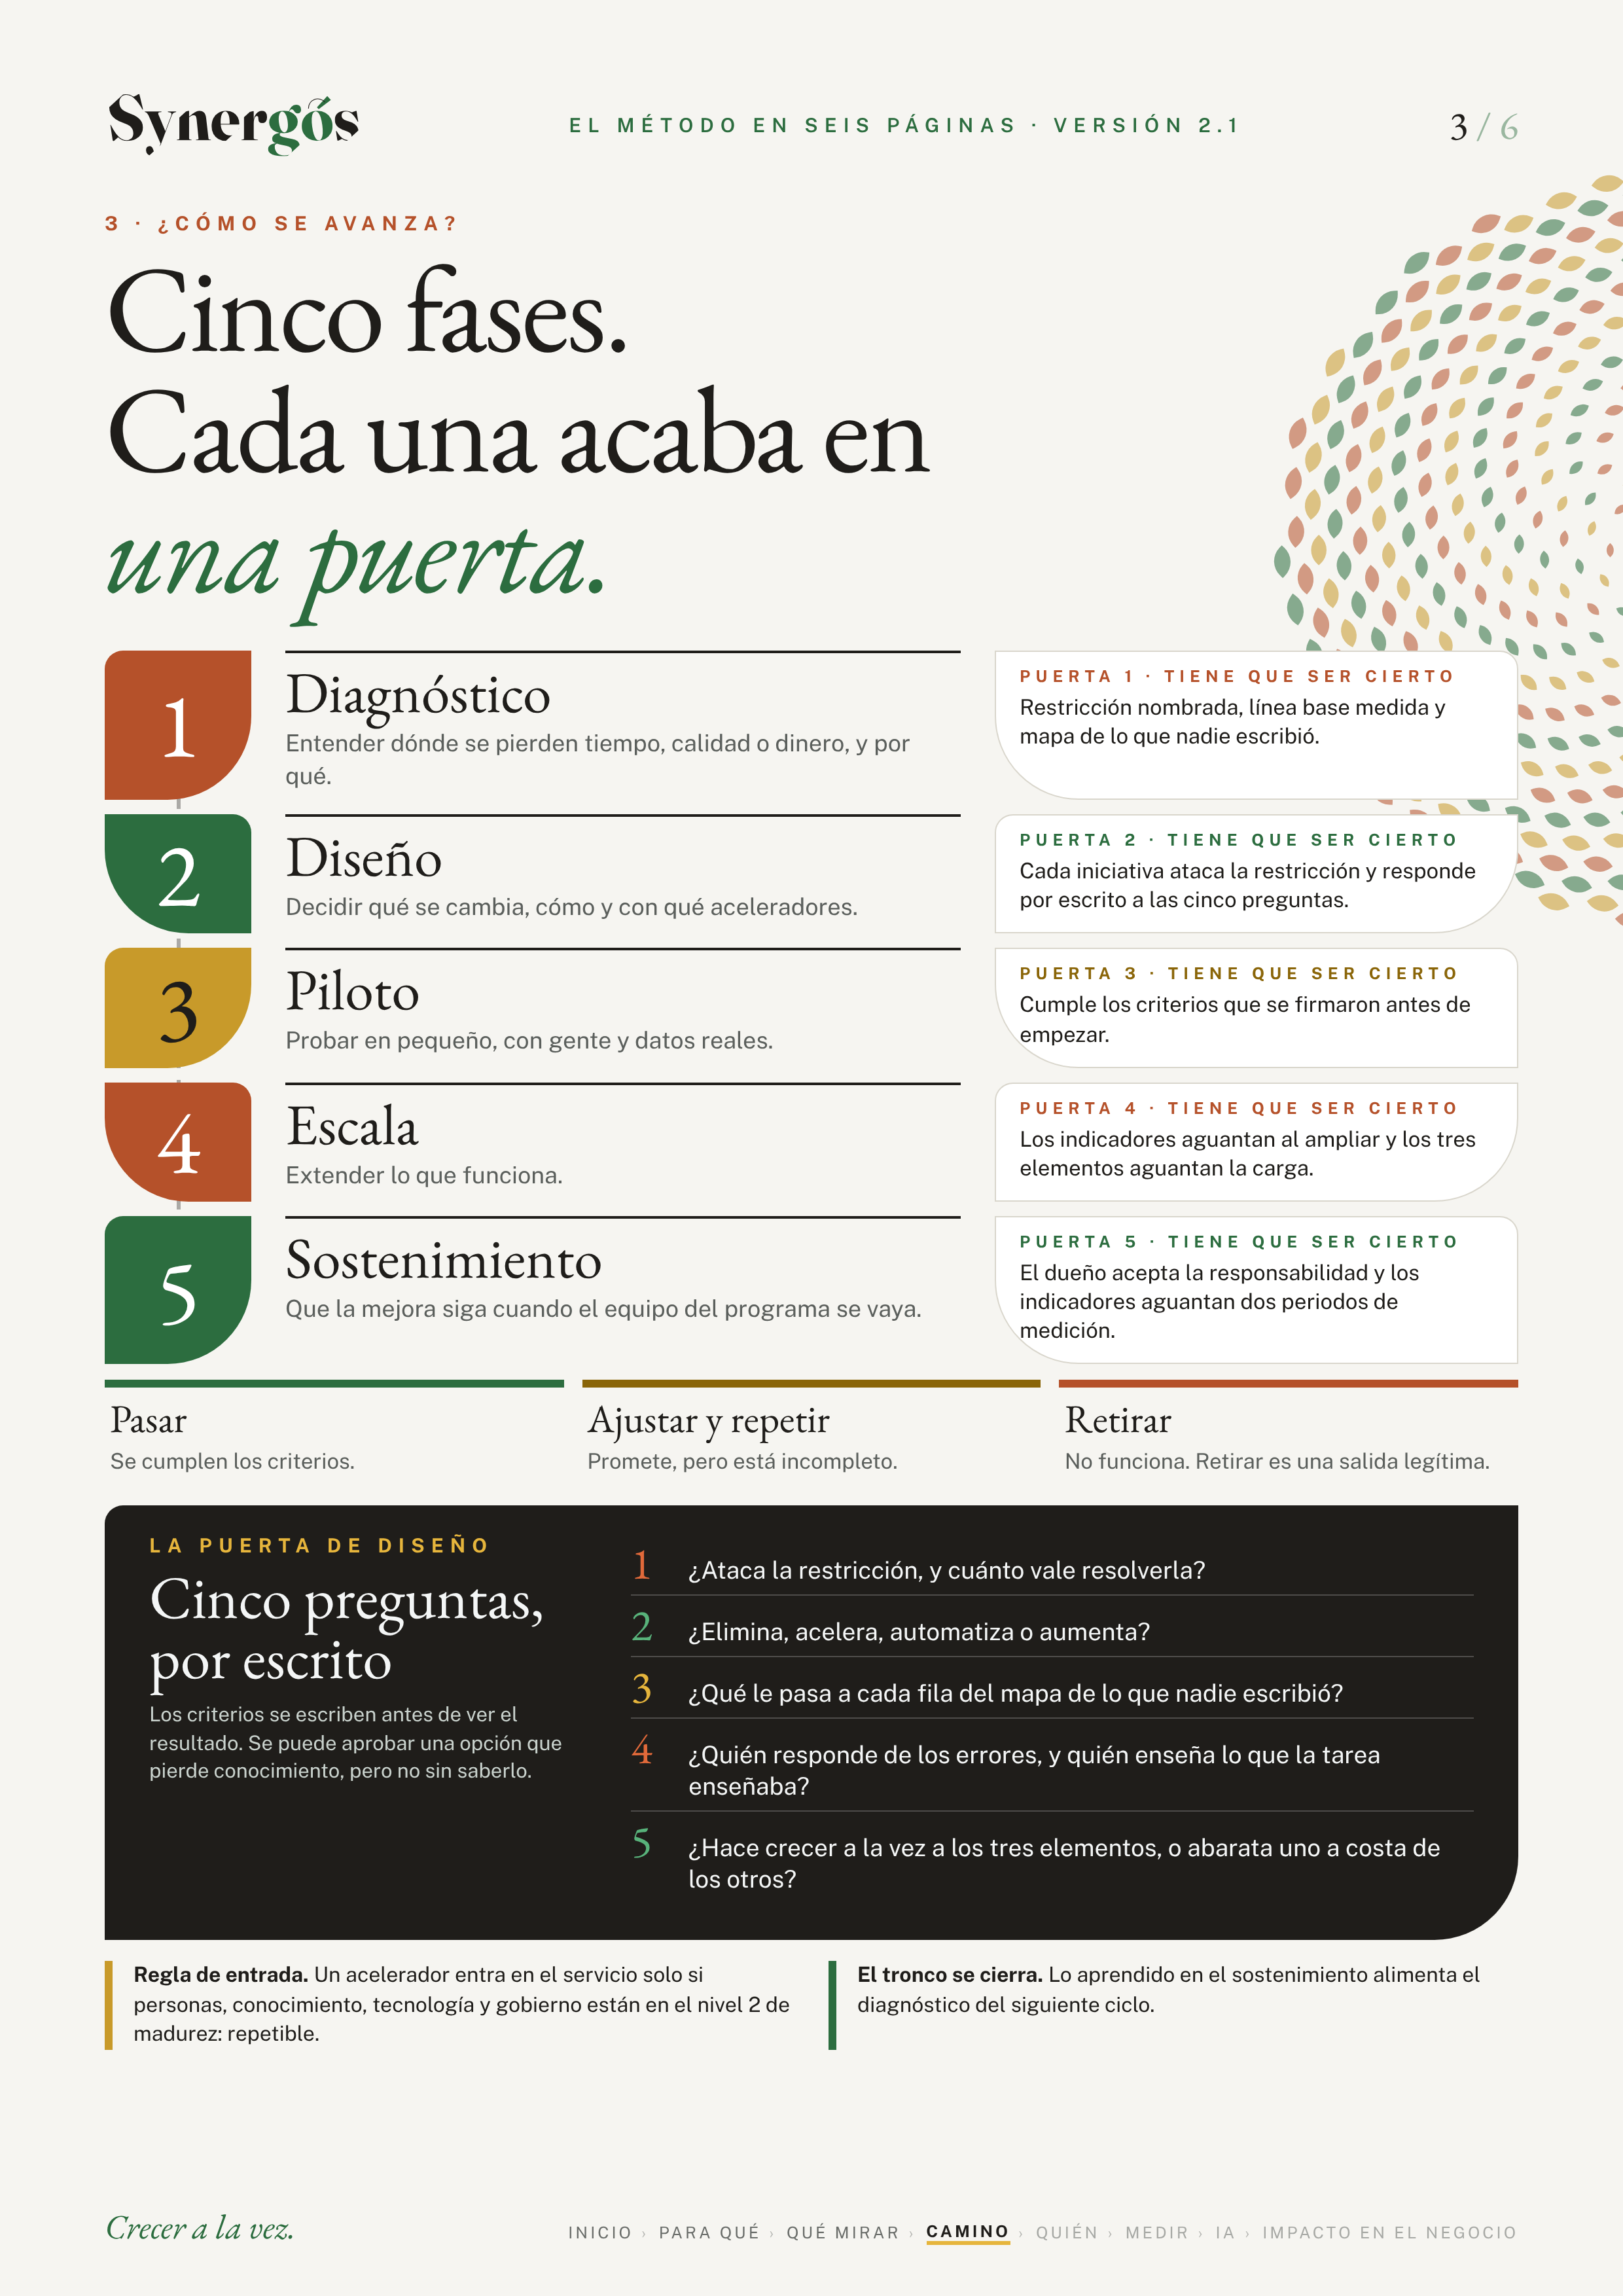 Synergós
EL MÉTODO EN SEIS PÁGINAS · VERSIÓN 2.1
3 / 6
3 · ¿CÓMO SE AVANZA?
Cinco fases.
Cada una acaba en
una puerta.
1
Diagnóstico
Entender dónde se pierden tiempo, calidad o dinero, y por
qué.
PUERTA 1 · TIENE QUE SER CIERTO
Restricción nombrada, línea base medida y
mapa de lo que nadie escribió.
2
Diseño
Decidir qué se cambia, cómo y con qué aceleradores.
PUERTA 2 · TIENE QUE SER CIERTO
Cada iniciativa ataca la restricción y responde
por escrito a las cinco preguntas.
3
Piloto
Probar en pequeño, con gente y datos reales.
PUERTA 3 · TIENE QUE SER CIERTO
Cumple los criterios que se firmaron antes de
empezar.
4
Escala
Extender lo que funciona.
PUERTA 4 · TIENE QUE SER CIERTO
Los indicadores aguantan al ampliar y los tres
elementos aguantan la carga.
5
Sostenimiento
Que la mejora siga cuando el equipo del programa se vaya.
PUERTA 5 · TIENE QUE SER CIERTO
El dueño acepta la responsabilidad y los
indicadores aguantan dos periodos de
medición.
Pasar
Se cumplen los criterios.
Ajustar y repetir
Promete, pero está incompleto.
Retirar
No funciona. Retirar es una salida legítima.
LA PUERTA DE DISEÑO
Cinco preguntas,
por escrito
Los criterios se escriben antes de ver el
resultado. Se puede aprobar una opción que
pierde conocimiento, pero no sin saberlo.
1 ¿Ataca la restricción, y cuánto vale resolverla?
2 ¿Elimina, acelera, automatiza o aumenta?
3 ¿Qué le pasa a cada fila del mapa de lo que nadie escribió?
4 ¿Quién responde de los errores, y quién enseña lo que la tarea
enseñaba?
5 ¿Hace crecer a la vez a los tres elementos, o abarata uno a costa de
los otros?
Regla de entrada. Un acelerador entra en el servicio solo si
personas, conocimiento, tecnología y gobierno están en el nivel 2 de
madurez: repetible.
El tronco se cierra. Lo aprendido en el sostenimiento alimenta el
diagnóstico del siguiente ciclo.
Crecer a la vez.
INICIO › PARA QUÉ › QUÉ MIRAR › CAMINO › QUIÉN › MEDIR › IA › IMPACTO EN EL NEGOCIO